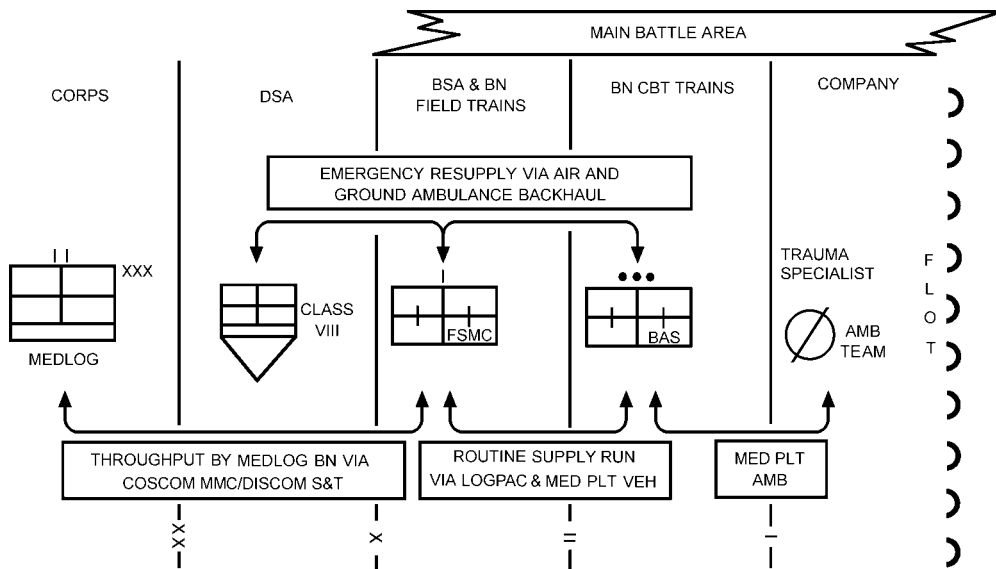 MAIN BATTLE AREA
CORPS
DSA
BSA & BN
FIELD TRAINS
BN CBT TRAINS
COMPANY
EMERGENCY RESUPPLY VIA AIR AND
GROUND AMBULANCE BACKHAUL
I I
XXX
MEDLOG
CLASS
VIII
I
FSMC
BAS
TRAUMA
SPECIALIST
AMB
TEAM
F
L
O
T
THROUGHPUT BY MEDLOG BN VIA
COSCOM MMC/DISCOM S&T
ROUTINE SUPPLY RUN
VIA LOGPAC & MED PLT VEH
MED PLT
AMB
XX
X
II
I